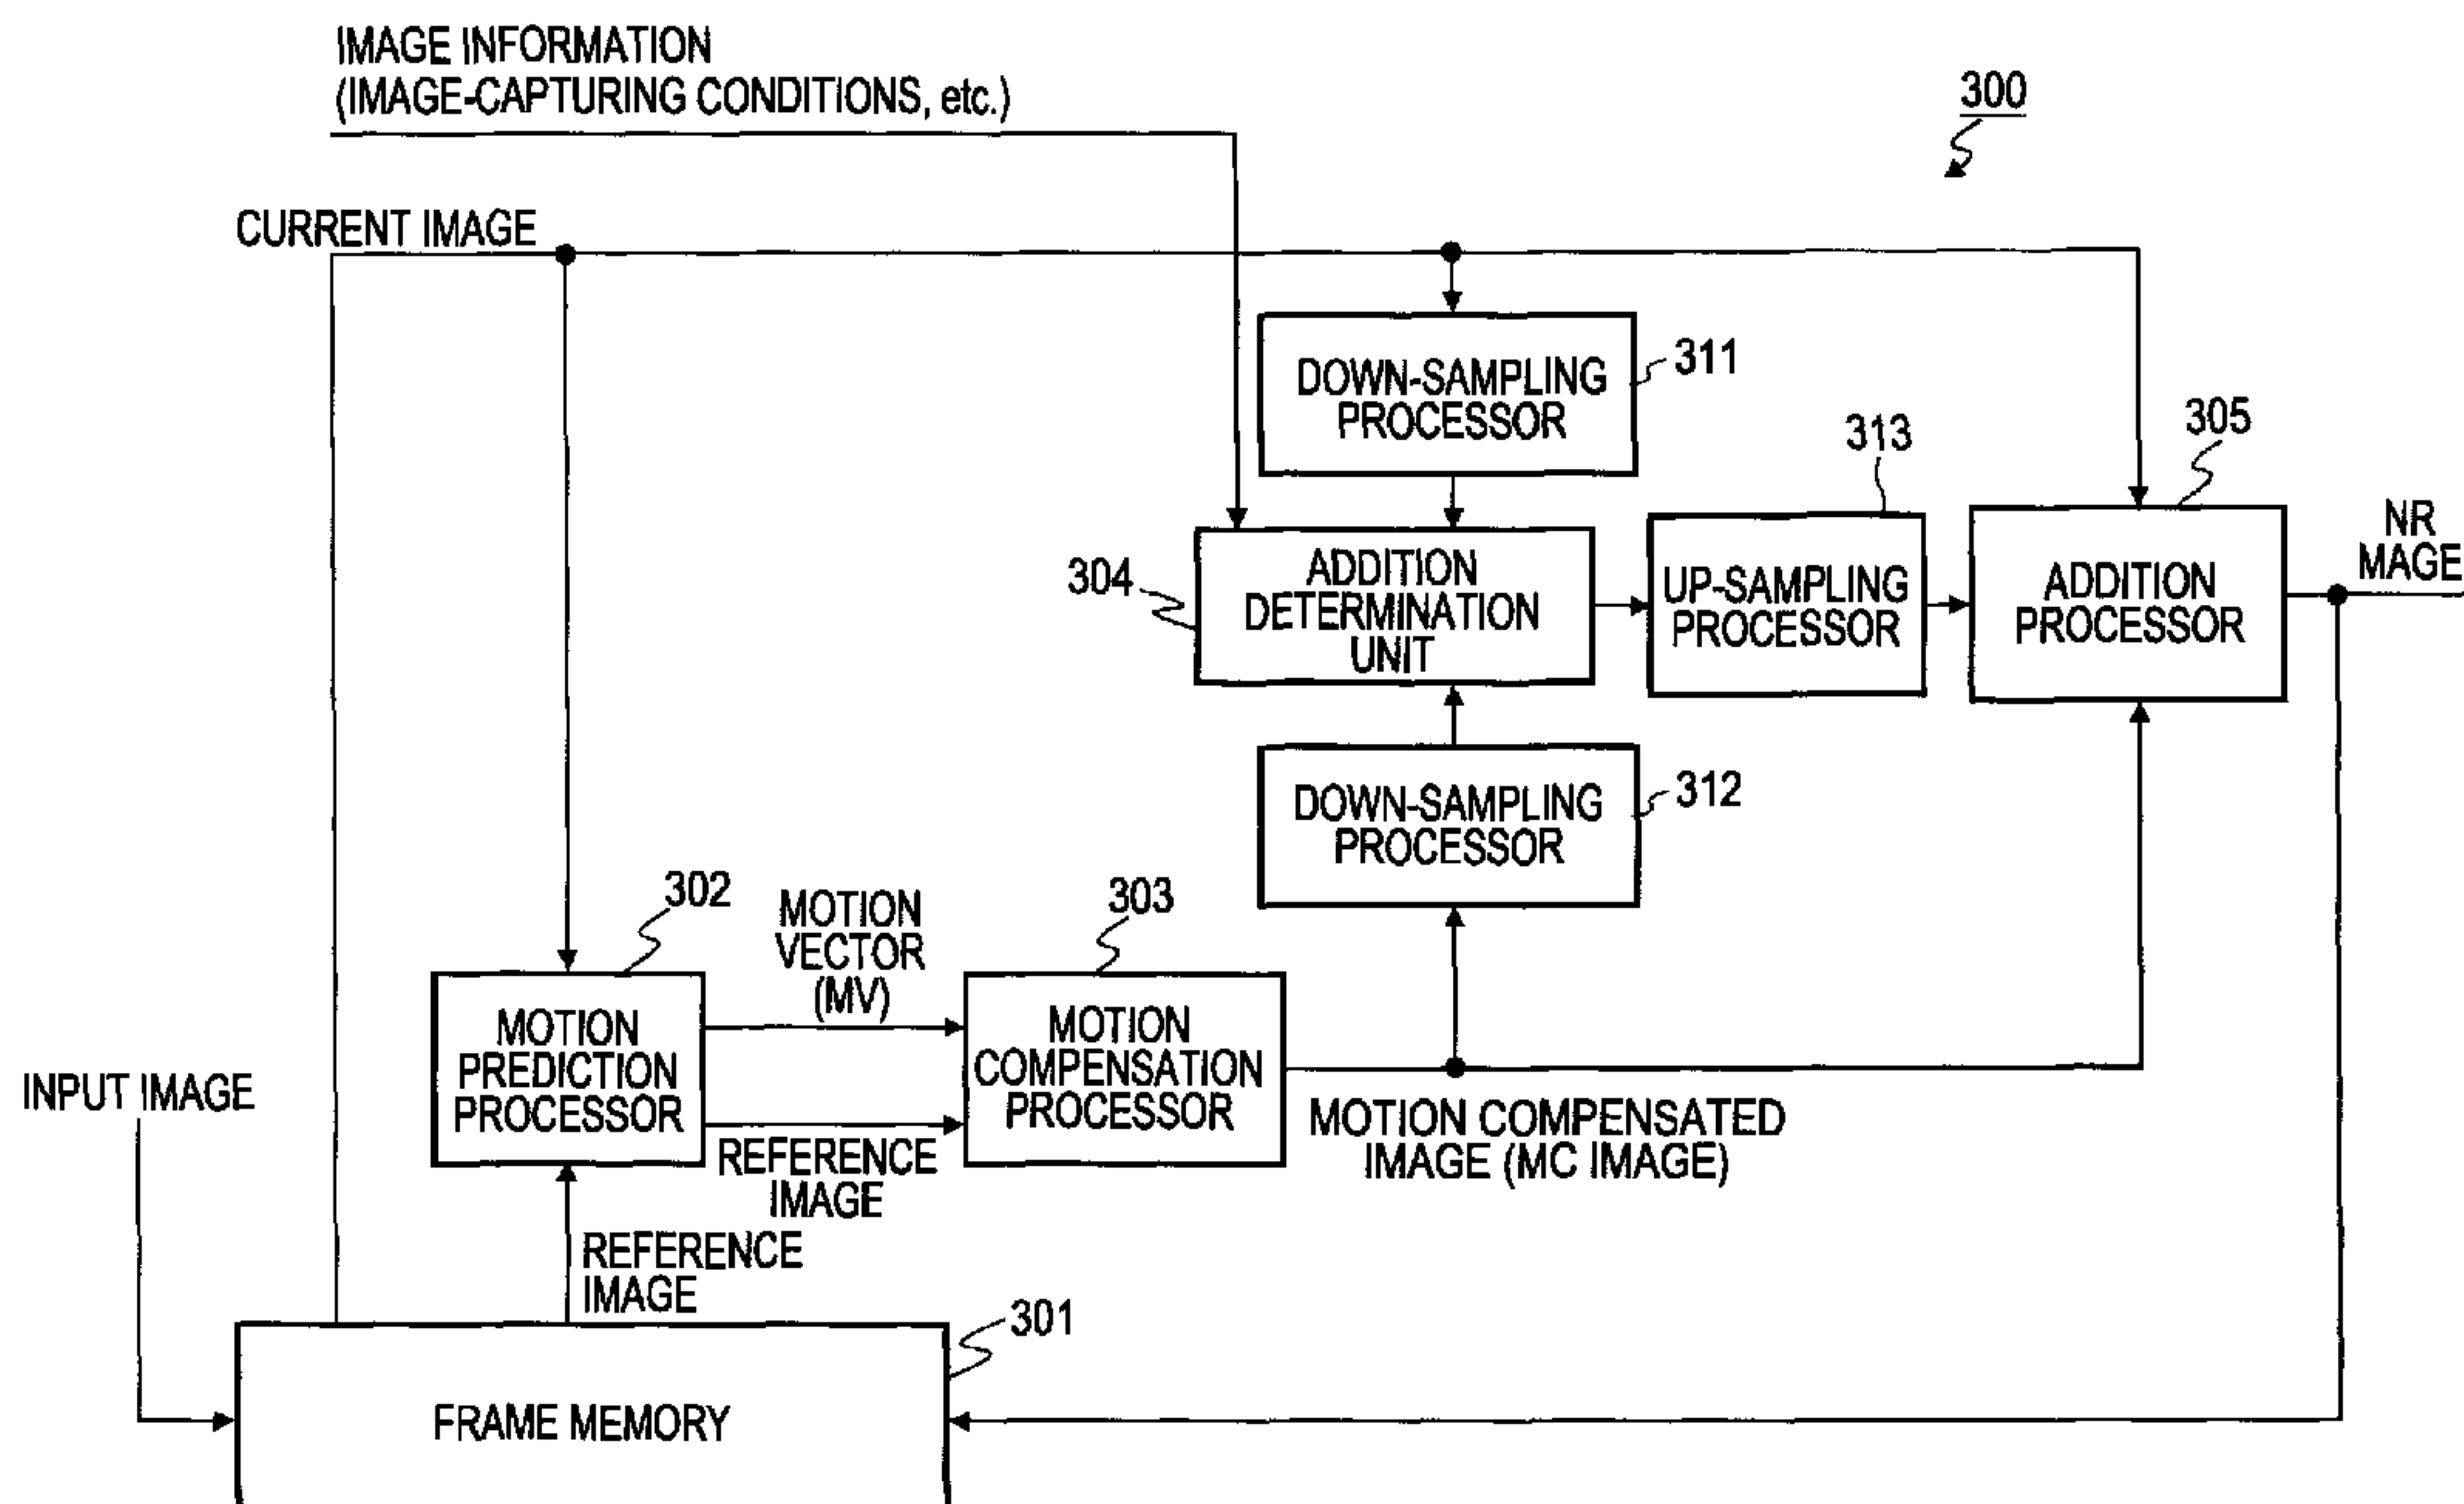 IMAGE INFORMATION
(IMAGE-CAPTURING CONDITIONS, etc.)
300
CURRENT IMAGE
DOWN-SAMPLING
PROCESSOR
311
313
305
NR
MAGE
304
ADDITION
DETERMINATION
UNIT
UP-SAMPLING
PROCESSOR
ADDITION
PROCESSOR
DOWN-SAMPLING
PROCESSOR
312
302
MOTION
VECTOR
(MV)
303
MOTION
PREDICTION
PROCESSOR
MOTION
COMPENSATION
PROCESSOR
INPUT IMAGE
REFERENCE
IMAGE
MOTION COMPENSATED
IMAGE (MC IMAGE)
REFERENCE
IMAGE
301
FRAME MEMORY